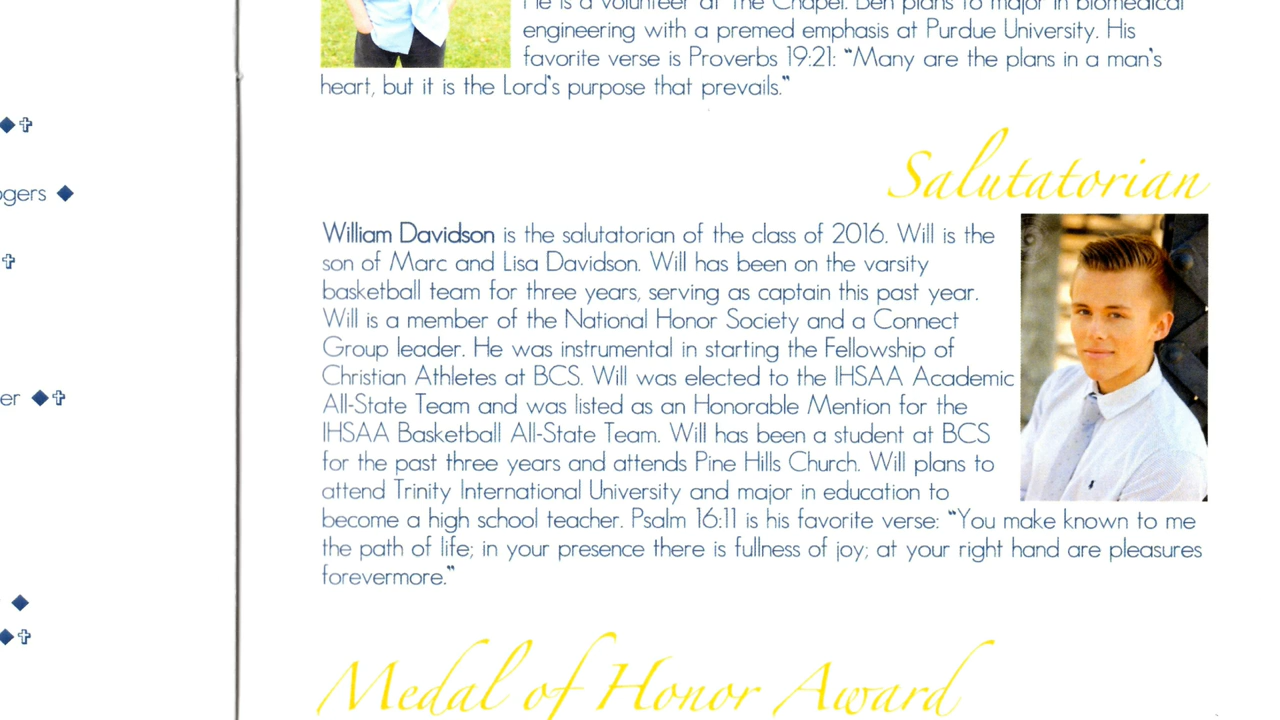 He is a volunteer at The Chapel. Ben plans to major in biomedical
engineering with a premed emphasis at Purdue University. His
favorite verse is Proverbs 19:21: “Many are the plans in a man's
heart, but it is the Lord's purpose that prevails.”
◆✞
ogers ◆
✞
er ◆✞
◆
◆✞
Salutatorian
William Davidson is the salutatorian of the class of 2016. Will is the
son of Marc and Lisa Davidson. Will has been on the varsity
basketball team for three years, serving as captain this past year.
Will is a member of the National Honor Society and a Connect
Group leader. He was instrumental in starting the Fellowship of
Christian Athletes at BCS. Will was elected to the IHSAA Academic
All-State Team and was listed as an Honorable Mention for the
IHSAA Basketball All-State Team. Will has been a student at BCS
for the past three years and attends Pine Hills Church. Will plans to
attend Trinity International University and major in education to
become a high school teacher. Psalm 16:11 is his favorite verse: “You make known to me
the path of life; in your presence there is fullness of joy; at your right hand are pleasures
forevermore.”
Medal of Honor Award